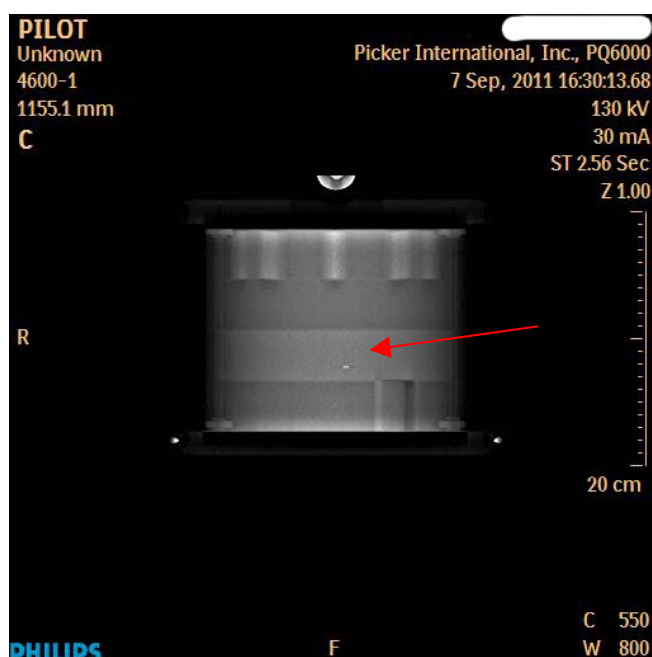 PILOT
Unknown
4600-1
1155.1 mm
C
Picker International, Inc., PQ6000
7 Sep, 2011 16:30:13.68
130 kV
30 mA
ST 2.56 Sec
Z 1.00
R
20 cm
C 550
W 800
F
PHILIPS